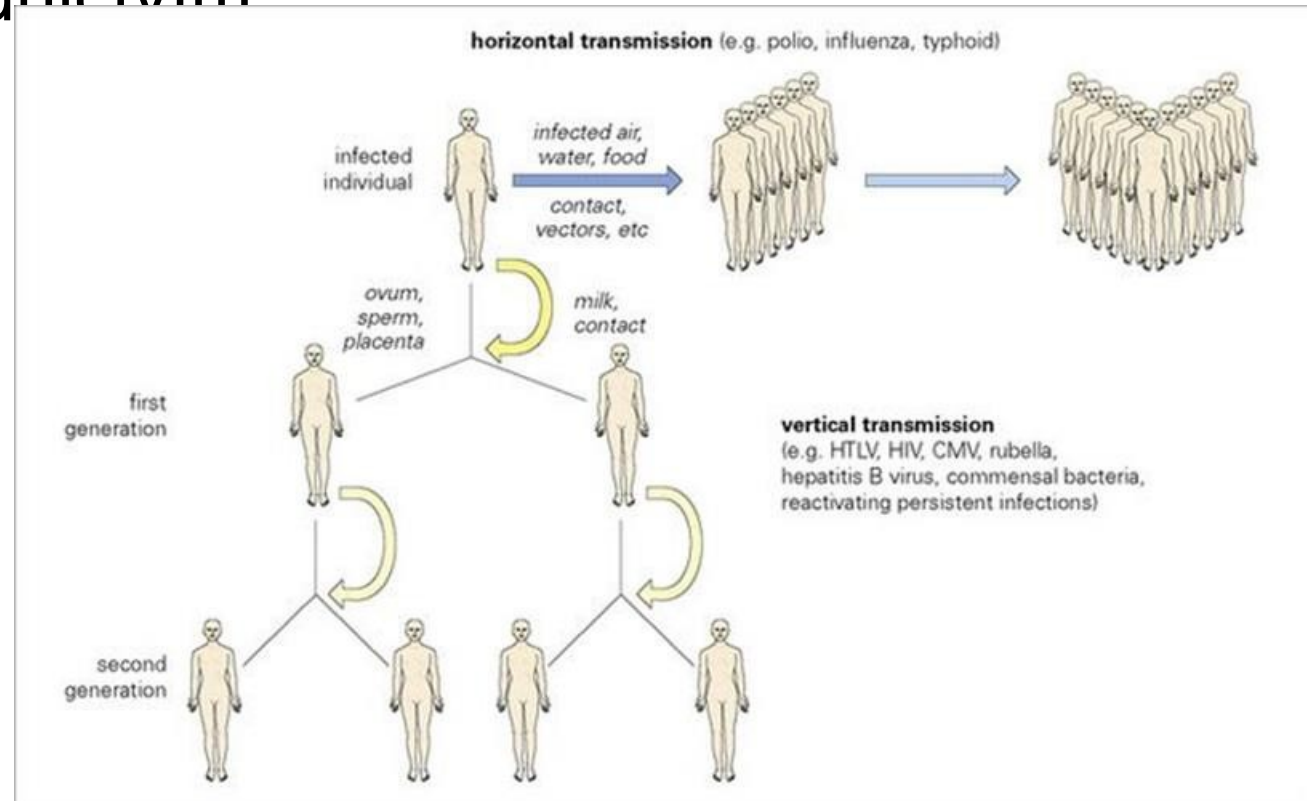 horizontal transmission (e.g. polio, influenza, typhoid)
infected
individual
infected air,
water, food
contact,
vectors, etc
ovum,
sperm,
placenta
milk,
contact
first
generation
vertical transmission
(e.g. HTLV, HIV, CMV, rubella,
hepatitis B virus, commensal bacteria,
reactivating persistent infections)
second
generation